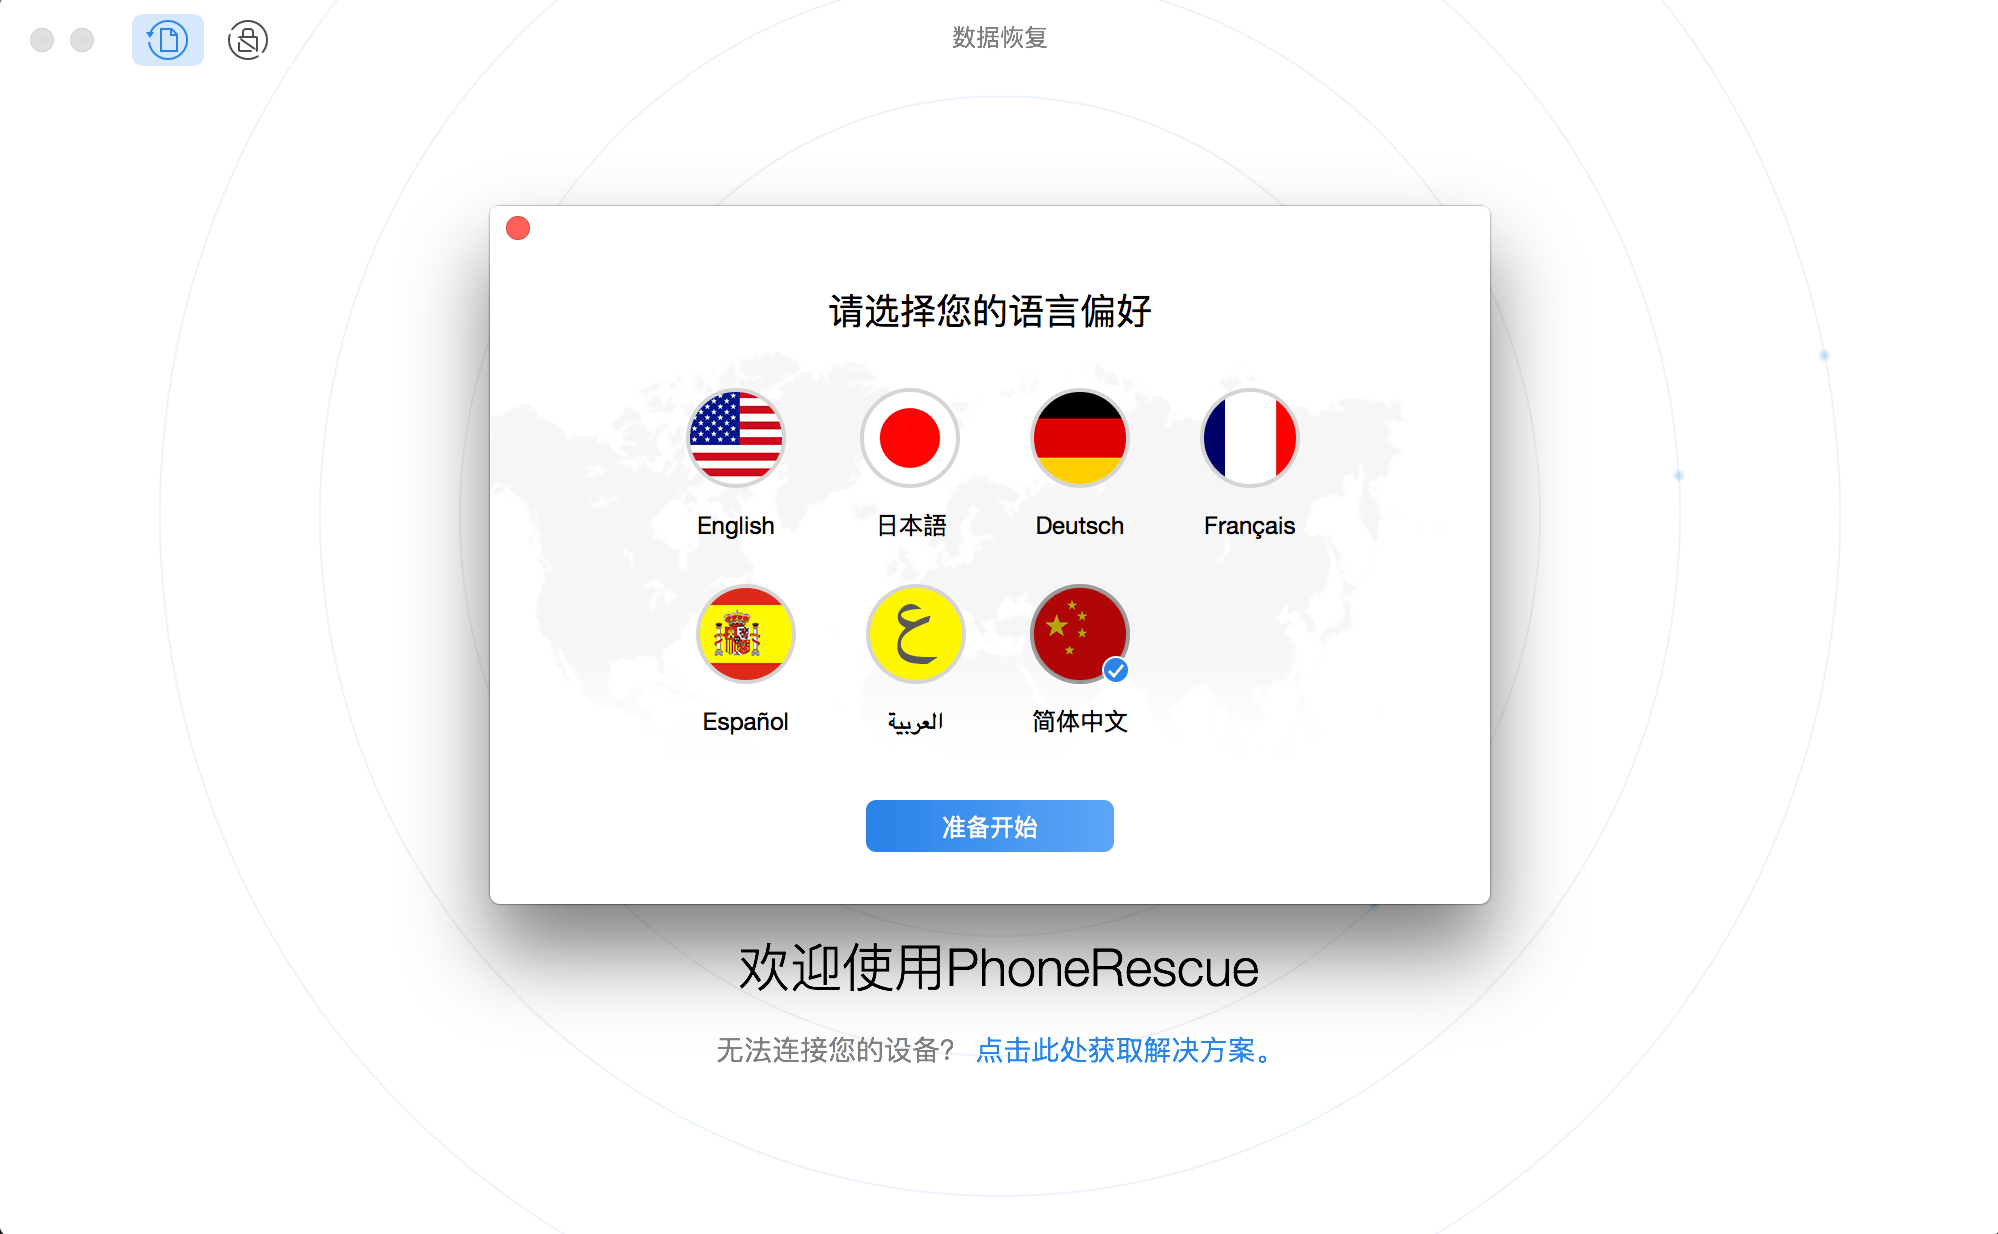 数据恢复
请选择您的语言偏好
English
日本語
Deutsch
Français
Español
العربية
简体中文
准备开始
欢迎使用PhoneRescue
无法连接您的设备？ 点击此处获取解决方案。